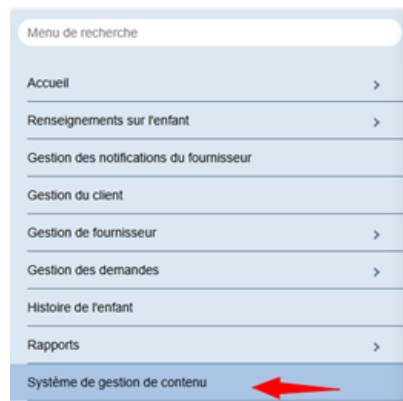 Menu de recherche
Accueil
Renseignements sur l'enfant
Gestion des notifications du fournisseur
Gestion du client
Gestion de fournisseur
Gestion des demandes
Histoire de l'enfant
Rapports
Système de gestion de contenu